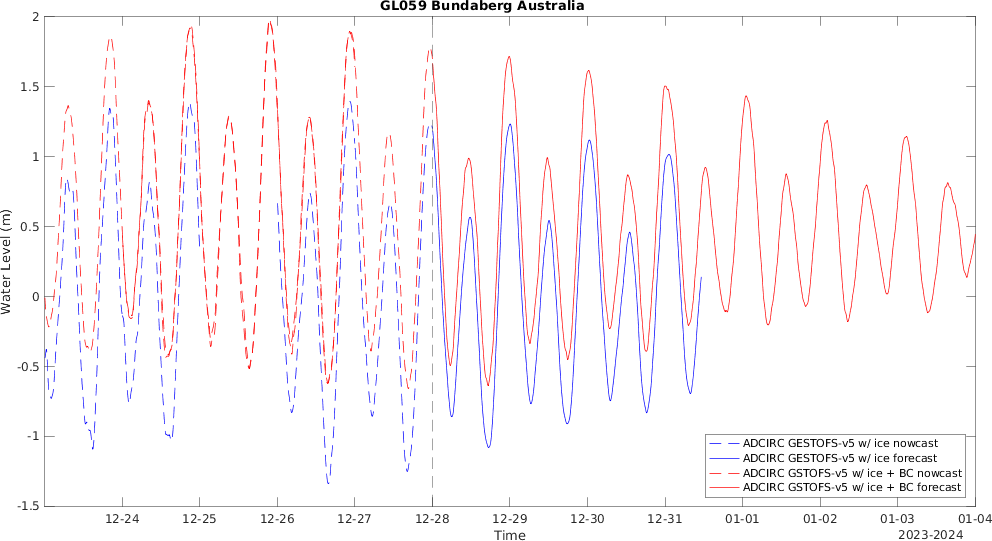 GL059 Bundaberg Australia
Water Level (m)
2
1.5
1
0.5
0
-0.5
-1
-1.5
ADCIRC GESTOFS-v5 w/ ice nowcast
ADCIRC GESTOFS-v5 w/ ice forecast
ADCIRC GSTOFS-v5 w/ ice + BC nowcast
ADCIRC GSTOFS-v5 w/ ice + BC forecast
12-24 12-25 12-26 12-27 12-28 12-29 12-30 12-31 01-01 01-02 01-03 01-04
Time
2023-2024